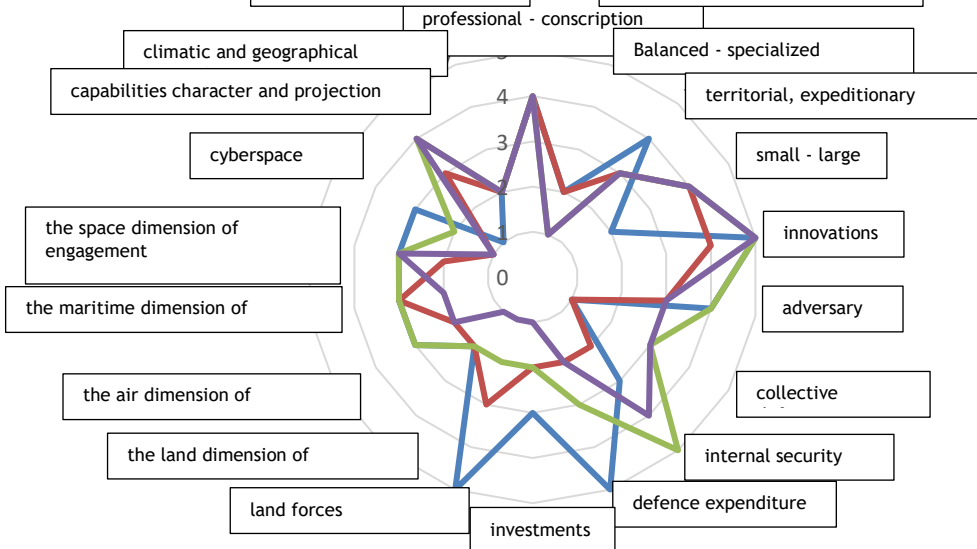 professional - conscription
climatic and geographical
Balanced - specialized
capabilities character and projection
territorial, expeditionary
4
3
cyberspace
small - large
2
the space dimension of
engagement
1
innovations
0
the maritime dimension of
adversary
the air dimension of
collective
the land dimension of
internal security
land forces
defence expenditure
investments